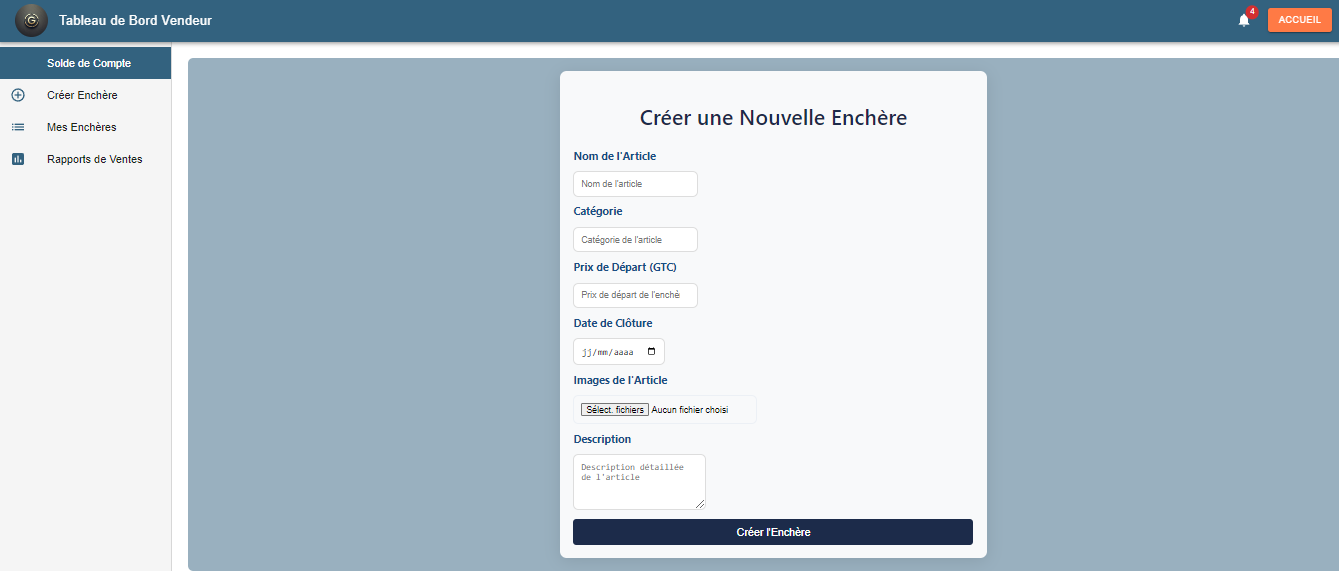 G
Tableau de Bord Vendeur
4
ACCUEIL
Solde de Compte
Créer Enchère
Mes Enchères
Rapports de Ventes
Créer une Nouvelle Enchère
Nom de l'Article
Nom de l'article
Catégorie
Catégorie de l'article
Prix de Départ (GTC)
Prix de départ de l'enchè
Date de Clôture
jj/mm/aaaa
Images de l'Article
Sélect. fichiers Aucun fichier choisi
Description
Description détaillée
de l'article
Créer l'Enchère